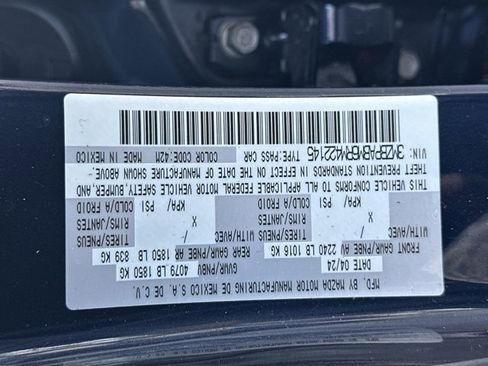 MFD. BY MAZDA MOTOR MANUFACTURING DE MEXICO S.A. DE C.V.
DATE 04/24 GVWR/PNBV 4079 LB 1850 KG
FRONT GAWR/PNBE AV 2240 LB 1016 KG REAR GAWR/PNBE AR 1850 LB 839 KG
WITH/AVEC TIRES/PNEUS WITH/AVEC TIRES/PNEUS
X RIMS/JANTES X RIMS/JANTES
KPA/ PSI COLD/A FROID KPA/ PSI COLD/A FROID
THIS VEHICLE CONFORMS TO ALL APPLICABLE FEDERAL MOTOR VEHICLE SAFETY, BUMPER, AND
THEFT PREVENTION STANDARDS IN EFFECT ON THE DATE OF MANUFACTURE SHOWN ABOVE.
VIN: TYPE:PASS CAR COLOR CODE:42M MADE IN MEXICO